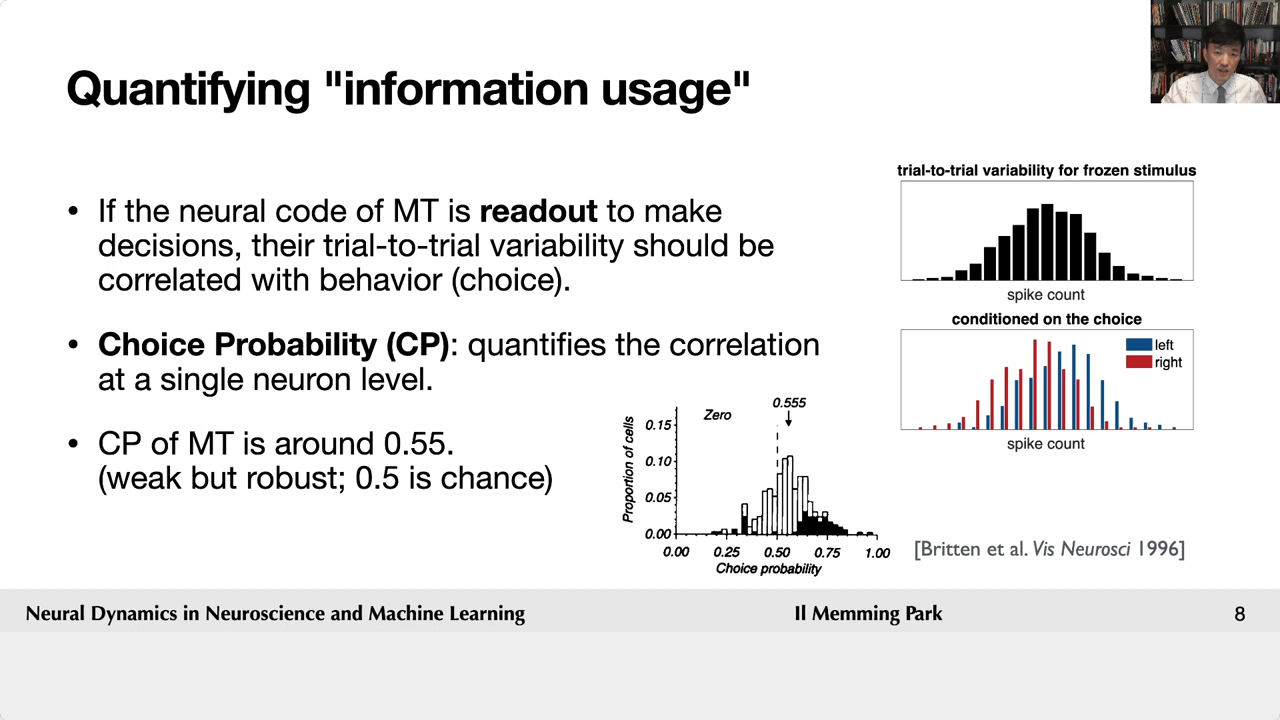 Quantifying "information usage"
• If the neural code of MT is readout to make
decisions, their trial-to-trial variability should be
correlated with behavior (choice).
• Choice Probability (CP): quantifies the correlation
at a single neuron level.
• CP of MT is around 0.55.
(weak but robust; 0.5 is chance)
trial-to-trial variability for frozen stimulus
spike count
conditioned on the choice
left
right
spike count
Zero
0.555
Proportion of cells
0.15
0.10
0.05
0.00
0.00 0.25 0.50 0.75 1.00
Choice probability
[Britten et al. Vis Neurosci 1996]
Neural Dynamics in Neuroscience and Machine Learning Il Memming Park 8